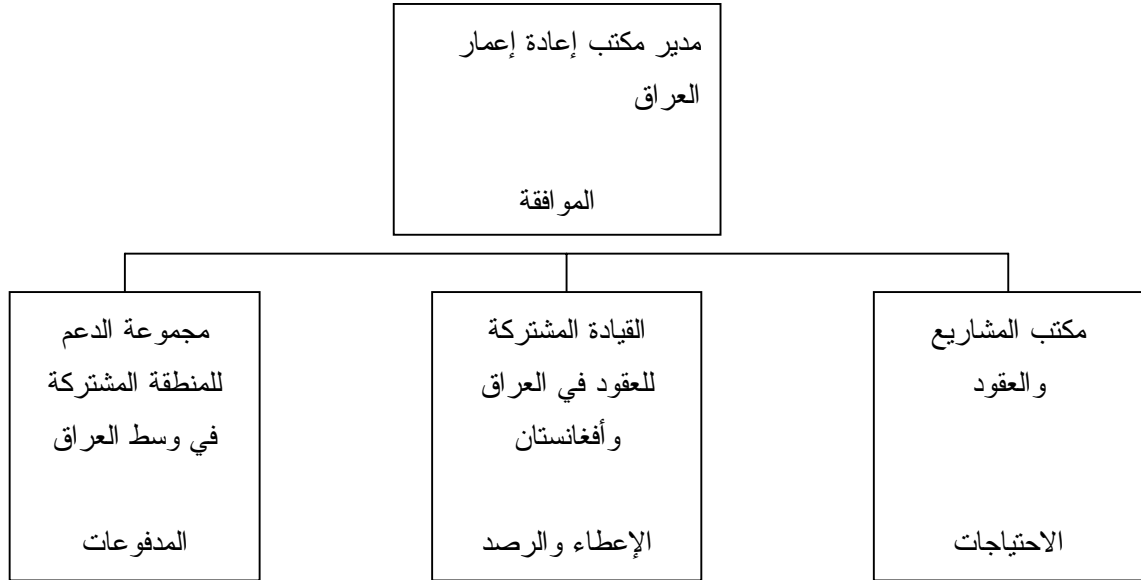 مدير مكتب إعادة إعمار
العراق
الموافقة
مكتب المشاريع
والعقود
الاحتياجات
القيادة المشتركة
للعقود في العراق
وأفغانستان
الإعطاء والرصد
مجموعة الدعم
للمنطقة المشتركة
في وسط العراق
المدفوعات